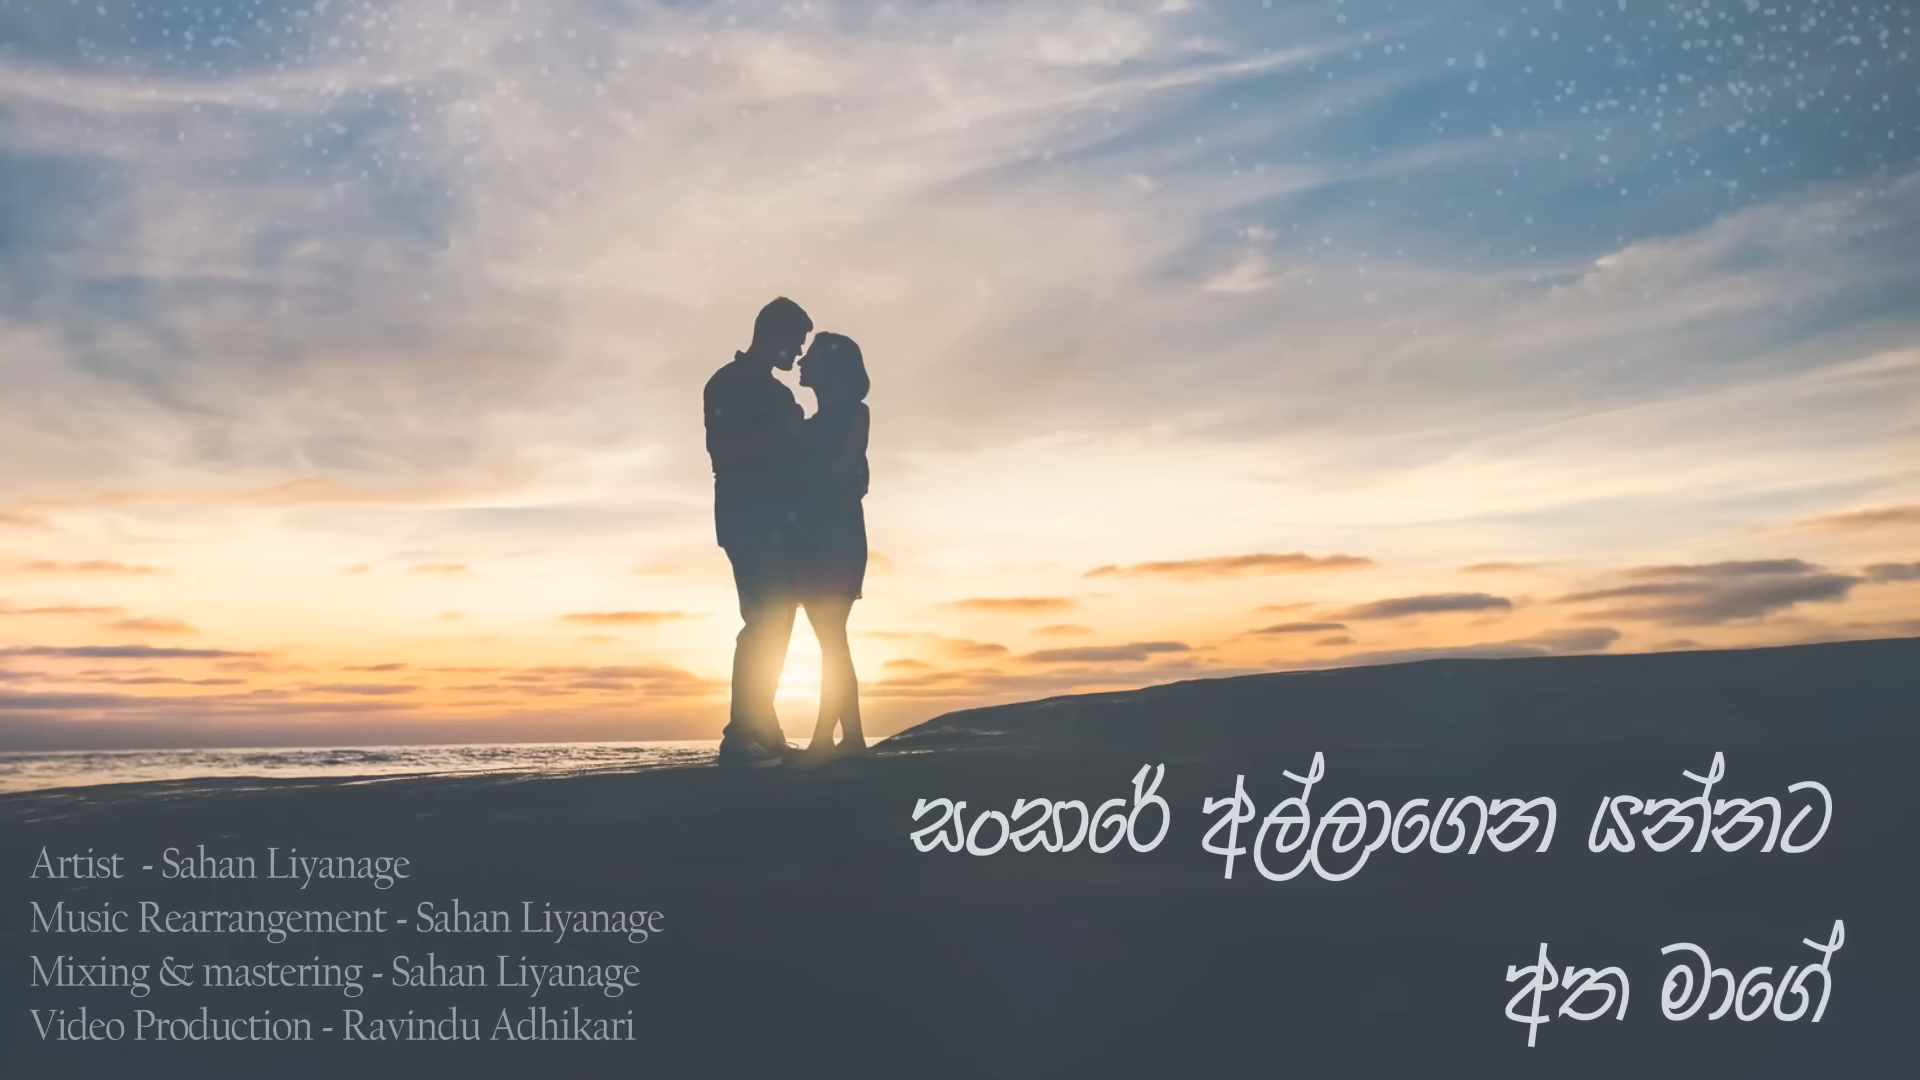 සංසාරේ අල්ලාගෙන යන්නට
අත මාගේ
Artist - Sahan Liyanage
Music Rearrangement - Sahan Liyanage
Mixing & mastering - Sahan Liyanage
Video Production - Ravindu Adhikari